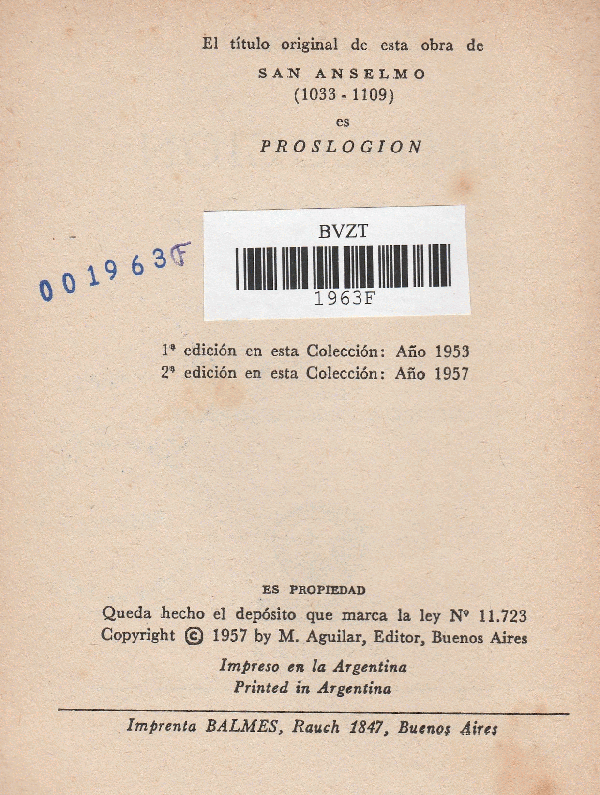 El título original de esta obra de
SAN ANSELMO
(1033 - 1109)
es
PROSLOGION
BVZT
001963F
1963F
1ª edición en esta Colección: Año 1953
2ª edición en esta Colección: Año 1957
ES PROPIEDAD
Queda hecho el depósito que marca la ley Nº 11.723
Copyright © 1957 by M. Aguilar, Editor, Buenos Aires
Impreso en la Argentina
Printed in Argentina
Imprenta BALMES, Rauch 1847, Buenos Aires